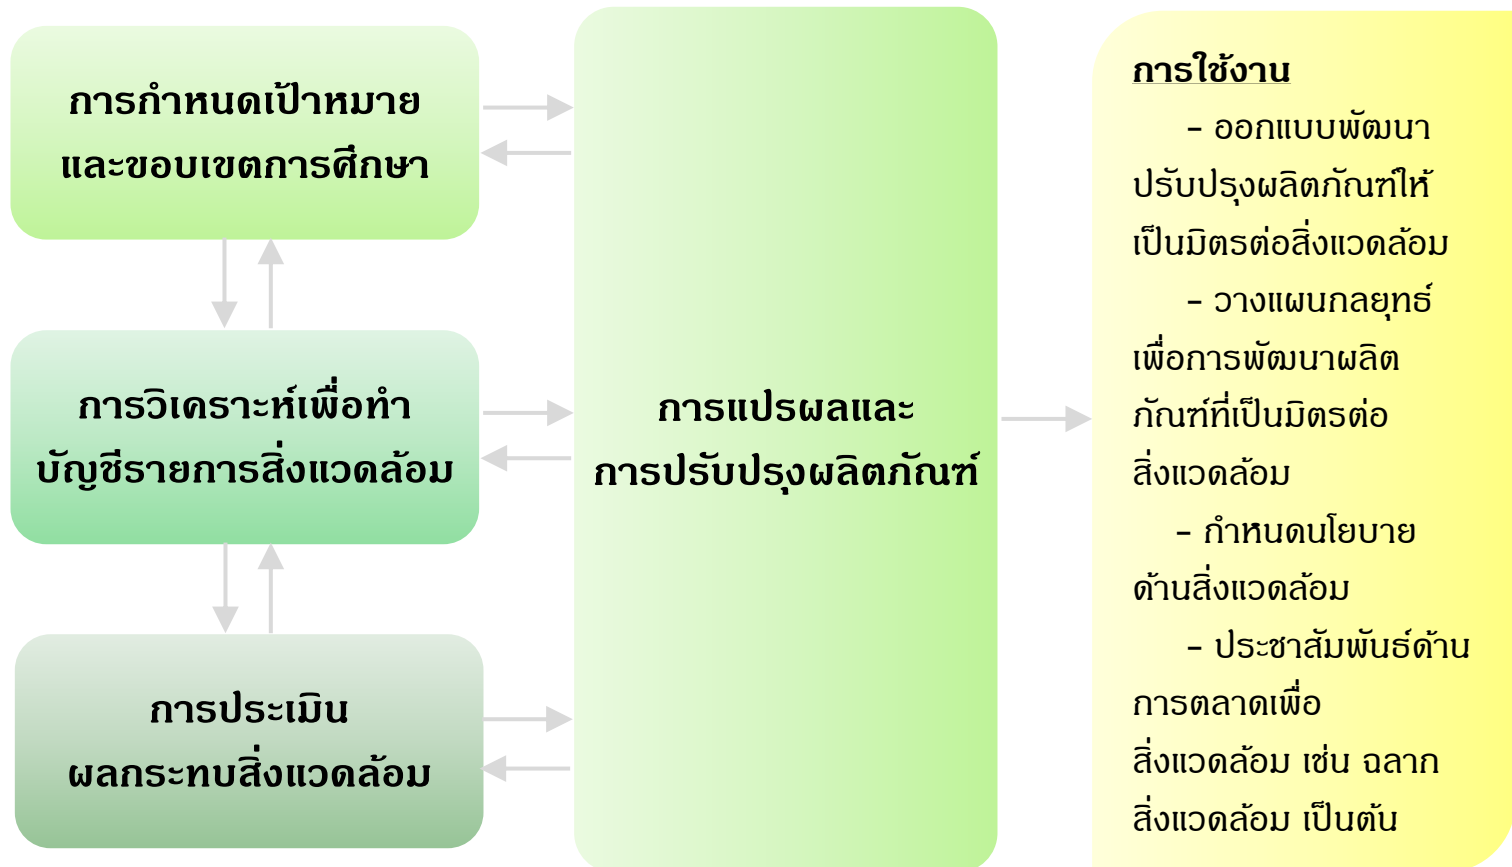 การกำหนดเป้าหมาย
และขอบเขตการศึกษา
การวิเคราะห์เพื่อทำ
บัญชีรายการสิ่งแวดล้อม
การประเมิน
ผลกระทบสิ่งแวดล้อม
การแปรผลและ
การปรับปรุงผลิตภัณฑ์
การใช้งาน
- ออกแบบพัฒนา
ปรับปรุงผลิตภัณฑ์ให้
เป็นมิตรต่อสิ่งแวดล้อม
- วางแผนกลยุทธ์
เพื่อการพัฒนาผลิต
ภัณฑ์ที่เป็นมิตรต่อ
สิ่งแวดล้อม
- กำหนดนโยบาย
ด้านสิ่งแวดล้อม
- ประชาสัมพันธ์ด้าน
การตลาดเพื่อ
สิ่งแวดล้อม เช่น ฉลาก
สิ่งแวดล้อม เป็นต้น